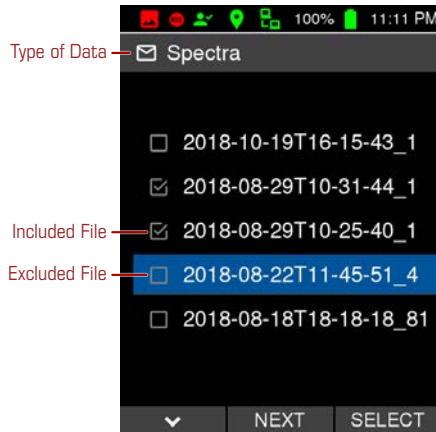 100% 11:11 PM
Type of Data
Spectra
2018-10-19T16-15-43_1
2018-08-29T10-31-44_1
Included File
2018-08-29T10-25-40_1
Excluded File
2018-08-22T11-45-51_4
2018-08-18T18-18-18_81
NEXT SELECT